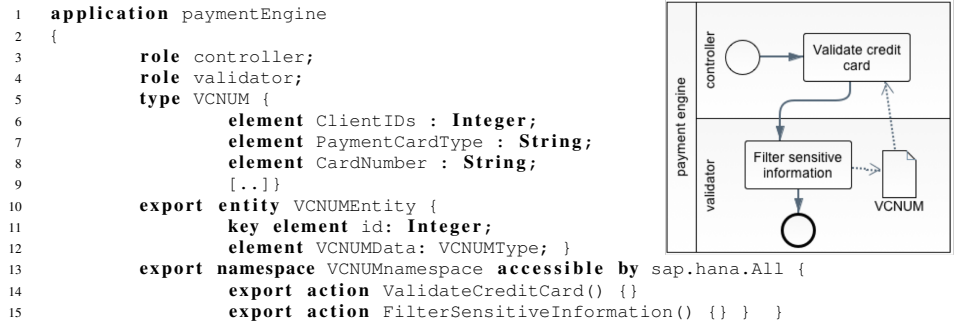 1 application paymentEngine
2 {
3 role controller;
4 role validator;
5 type VCNUM {
6 element ClientIDs : Integer;
7 element PaymentCardType : String;
8 element CardNumber : String;
9 [..]}
10 export entity VCNUMEntity {
11 key element id: Integer;
12 element VCNUMData: VCNUMType; }
13 export namespace VCNUMnamespace accessible by sap.hana.All {
14 export action ValidateCreditCard() {}
15 export action FilterSensitiveInformation() {} } }
payment engine
controller
Validate credit
card
validator
Filter sensitive
information
VCNUM